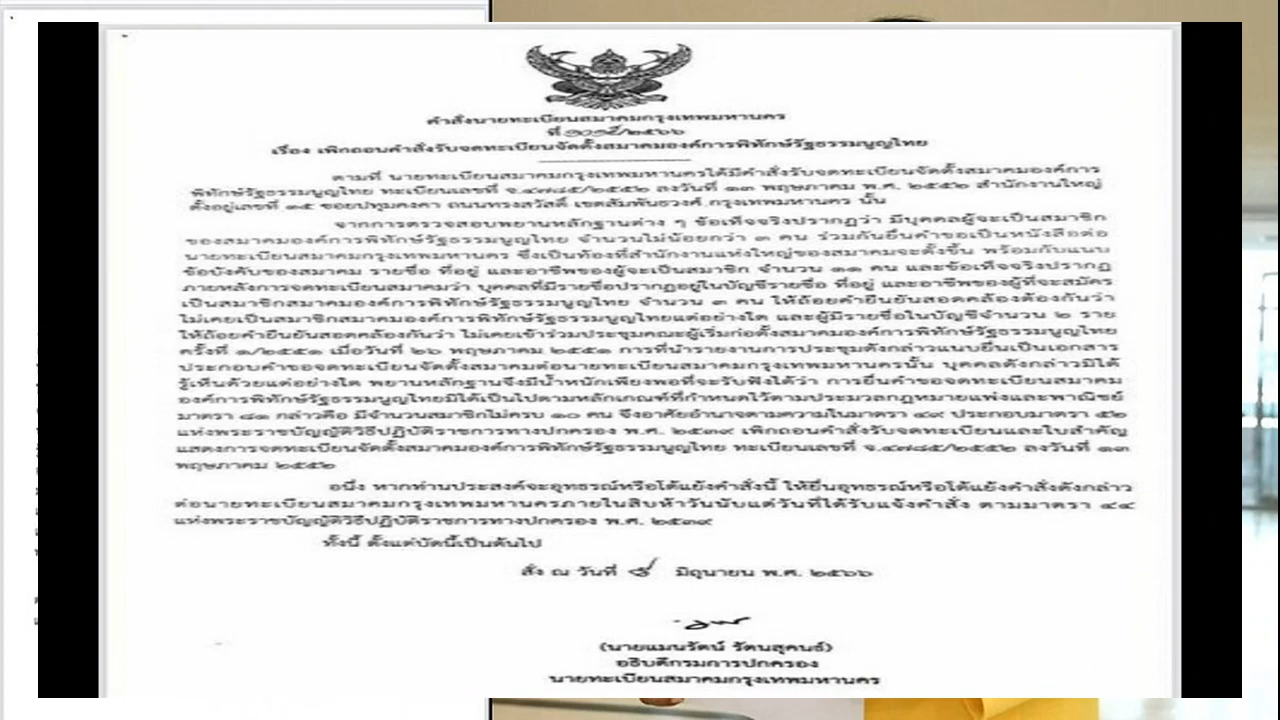 คำสั่งนายทะเบียนสมาคมกรุงเทพมหานคร
ที่ /๒๕๖๖
เรื่อง เพิกถอนคำสั่งรับจดทะเบียนจัดตั้งสมาคมองค์การพิทักษ์รัฐธรรมนูญไทย
ตามที่ นายทะเบียนสมาคมกรุงเทพมหานครได้มีคำสั่งรับจดทะเบียนจัดตั้งสมาคมองค์การ
พิทักษ์รัฐธรรมนูญไทย ทะเบียนเลขที่ จ.๔๗๘๕/๒๕๕๒ ลงวันที่ ๑๓ พฤษภาคม พ.ศ. ๒๕๕๒ สำนักงานใหญ่
ตั้งอยู่เลขที่ ๑๕ ซอยปทุมคงคา ถนนทรงสวัสดิ์ เขตสัมพันธวงศ์ กรุงเทพมหานคร นั้น
จากการตรวจสอบพยานหลักฐานต่าง ๆ ข้อเท็จจริงปรากฏว่า มีบุคคลผู้จะเป็นสมาชิก
ของสมาคมองค์การพิทักษ์รัฐธรรมนูญไทย จำนวนไม่น้อยกว่า ๓ คน ร่วมกันยื่นคำขอเป็นหนังสือต่อ
นายทะเบียนสมาคมกรุงเทพมหานคร ซึ่งเป็นท้องที่สำนักงานแห่งใหญ่ของสมาคมจะตั้งขึ้น พร้อมกับแนบ
ข้อบังคับของสมาคม รายชื่อ ที่อยู่ และอาชีพของผู้จะเป็นสมาชิก จำนวน ๑๑ คน และข้อเท็จจริงปรากฏ
ภายหลังการจดทะเบียนสมาคมว่า บุคคลที่มีรายชื่อปรากฏอยู่ในบัญชีรายชื่อ ที่อยู่ และอาชีพของผู้ที่จะสมัคร
เป็นสมาชิกสมาคมองค์การพิทักษ์รัฐธรรมนูญไทย จำนวน ๓ คน ให้ถ้อยคำยืนยันสอดคล้องต้องกันว่า
ไม่เคยเป็นสมาชิกสมาคมองค์การพิทักษ์รัฐธรรมนูญไทยแต่อย่างใด และผู้มีรายชื่อในบัญชีจำนวน ๒ ราย
ให้ถ้อยคำยืนยันสอดคล้องกันว่า ไม่เคยเข้าร่วมประชุมคณะผู้เริ่มก่อตั้งสมาคมองค์การพิทักษ์รัฐธรรมนูญไทย
ครั้งที่ ๑/๒๕๕๑ เมื่อวันที่ ๒๖ พฤษภาคม ๒๕๕๑ การที่นำรายงานการประชุมดังกล่าวแนบยื่นเป็นเอกสาร
ประกอบคำขอจดทะเบียนจัดตั้งสมาคมต่อนายทะเบียนสมาคมกรุงเทพมหานครนั้น บุคคลดังกล่าวมิได้
รู้เห็นด้วยแต่อย่างใด พยานหลักฐานจึงมีน้ำหนักเพียงพอที่จะรับฟังได้ว่า การยื่นคำขอจดทะเบียนสมาคม
องค์การพิทักษ์รัฐธรรมนูญไทยมิได้เป็นไปตามหลักเกณฑ์ที่กำหนดไว้ตามประมวลกฎหมายแพ่งและพาณิชย์
มาตรา ๘๑ กล่าวคือ มีจำนวนสมาชิกไม่ครบ ๑๐ คน จึงอาศัยอำนาจตามความในมาตรา ๔๙ ประกอบมาตรา ๕๒
แห่งพระราชบัญญัติวิธีปฏิบัติราชการทางปกครอง พ.ศ. ๒๕๓๙ เพิกถอนคำสั่งรับจดทะเบียนและใบสำคัญ
แสดงการจดทะเบียนจัดตั้งสมาคมองค์การพิทักษ์รัฐธรรมนูญไทย ทะเบียนเลขที่ จ.๔๗๘๕/๒๕๕๒ ลงวันที่ ๑๓
พฤษภาคม ๒๕๕๒
อนึ่ง หากท่านประสงค์จะอุทธรณ์หรือโต้แย้งคำสั่งนี้ ให้ยื่นอุทธรณ์หรือโต้แย้งคำสั่งดังกล่าว
ต่อนายทะเบียนสมาคมกรุงเทพมหานครภายในสิบห้าวันนับแต่วันที่ได้รับแจ้งคำสั่ง ตามมาตรา ๔๔
แห่งพระราชบัญญัติวิธีปฏิบัติราชการทางปกครอง พ.ศ. ๒๕๓๙
ทั้งนี้ ตั้งแต่บัดนี้เป็นต้นไป
สั่ง ณ วันที่ ๘ มิถุนายน พ.ศ. ๒๕๖๖
(นายแมนรัตน์ รัตนสุคนธ์)
อธิบดีกรมการปกครอง
นายทะเบียนสมาคมกรุงเทพมหานคร